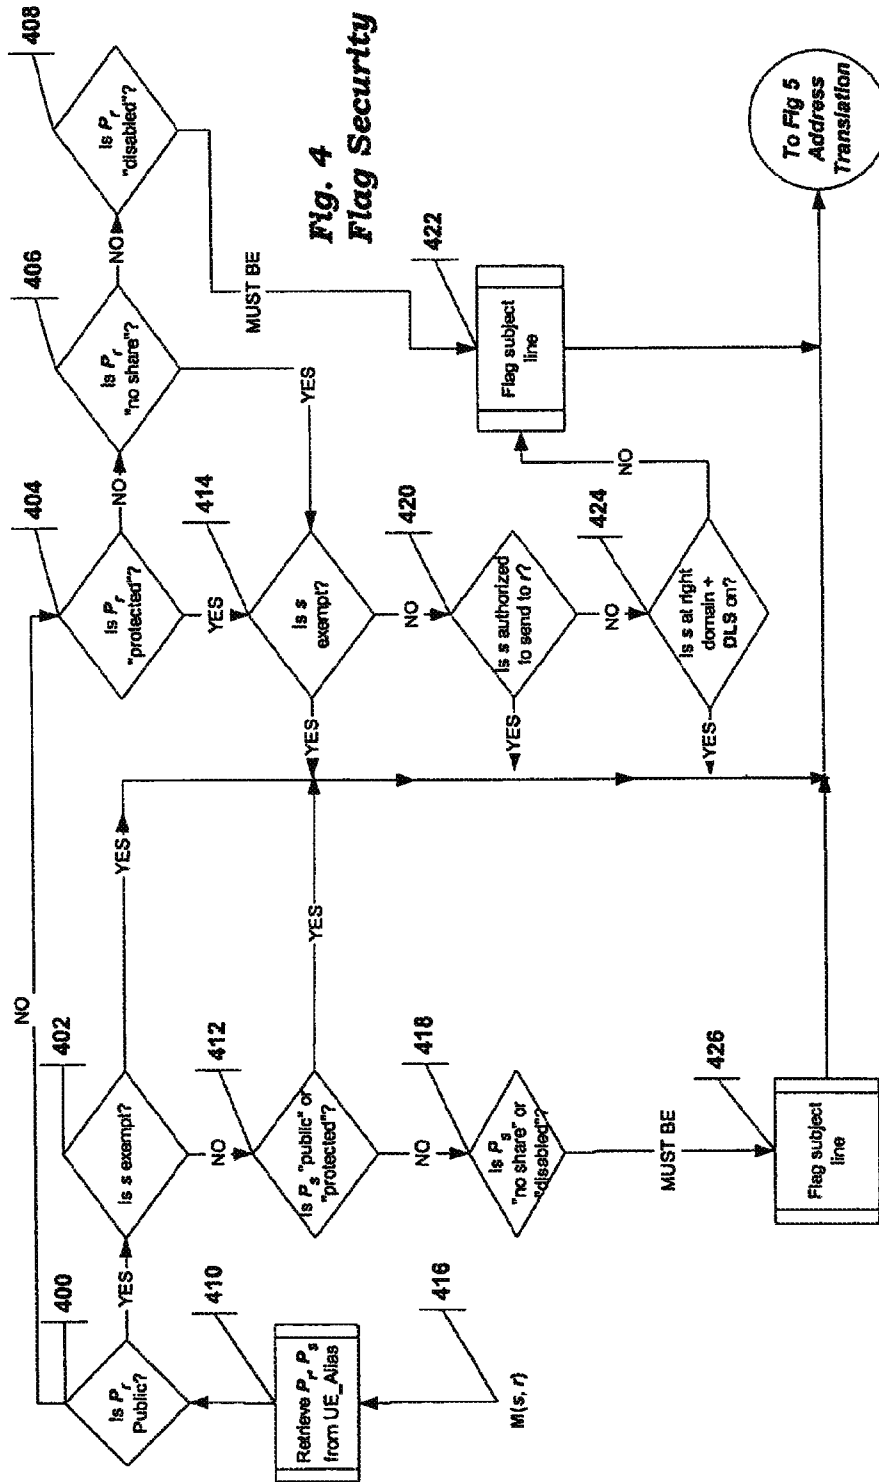 Fig. 4
Flag Security
416
M(s, r)
410
Retrieve Pr, Ps
from UE_Alias
400
Is Pr
Public?
NO
YES
402
Is s exempt?
YES
NO
412
Is Ps "public" or
"protected"?
YES
NO
418
Is Ps
"no share" or
"disabled"?
MUST BE
426
Flag subject
line
404
Is Pr
"protected"?
NO
YES
406
Is Pr
"no share"?
NO
YES
408
Is Pr
"disabled"?
MUST BE
414
Is s
exempt?
YES
NO
420
Is s authorized
to send to r?
YES
NO
424
Is s at right
domain +
DLS on?
YES
NO
422
Flag subject
line
To Fig 5
Address
Translation